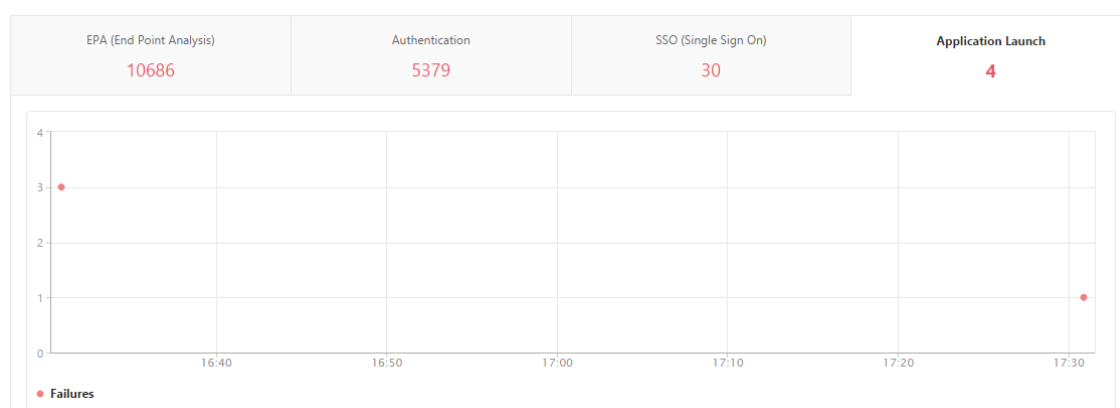 EPA (End Point Analysis) Authentication SSO (Single Sign On) Application Launch
10686 5379 30 4
4
3
2
1
0
16:40 16:50 17:00 17:10 17:20 17:30
Failures